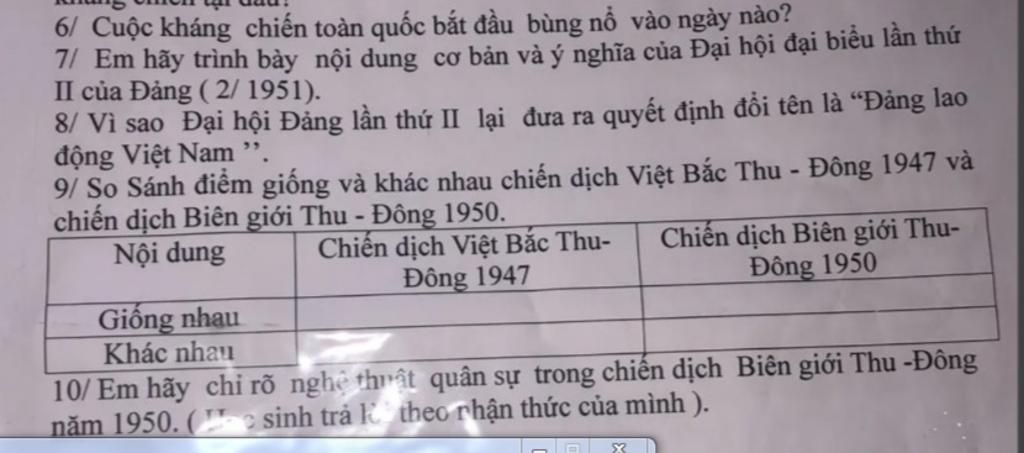 6/ Cuộc kháng chiến toàn quốc bắt đầu bùng nổ vào ngày nào?
7/ Em hãy trình bày nội dung cơ bản và ý nghĩa của Đại hội đại biểu lần thứ
II của Đảng ( 2/ 1951).
8/ Vì sao Đại hội Đảng lần thứ II lại đưa ra quyết định đổi tên là “Đảng lao
động Việt Nam ”.
9/ So Sánh điểm giống và khác nhau chiến dịch Việt Bắc Thu - Đông 1947 và
chiến dịch Biên giới Thu - Đông 1950.
Nội dung
Chiến dịch Việt Bắc Thu-
Đông 1947
Chiến dịch Biên giới Thu-
Đông 1950
Giống nhau
Khác nhau
10/ Em hãy chỉ rõ nghệ thuật quân sự trong chiến dịch Biên giới Thu -Đông
năm 1950. ( sinh trả theo nhận thức của mình ).